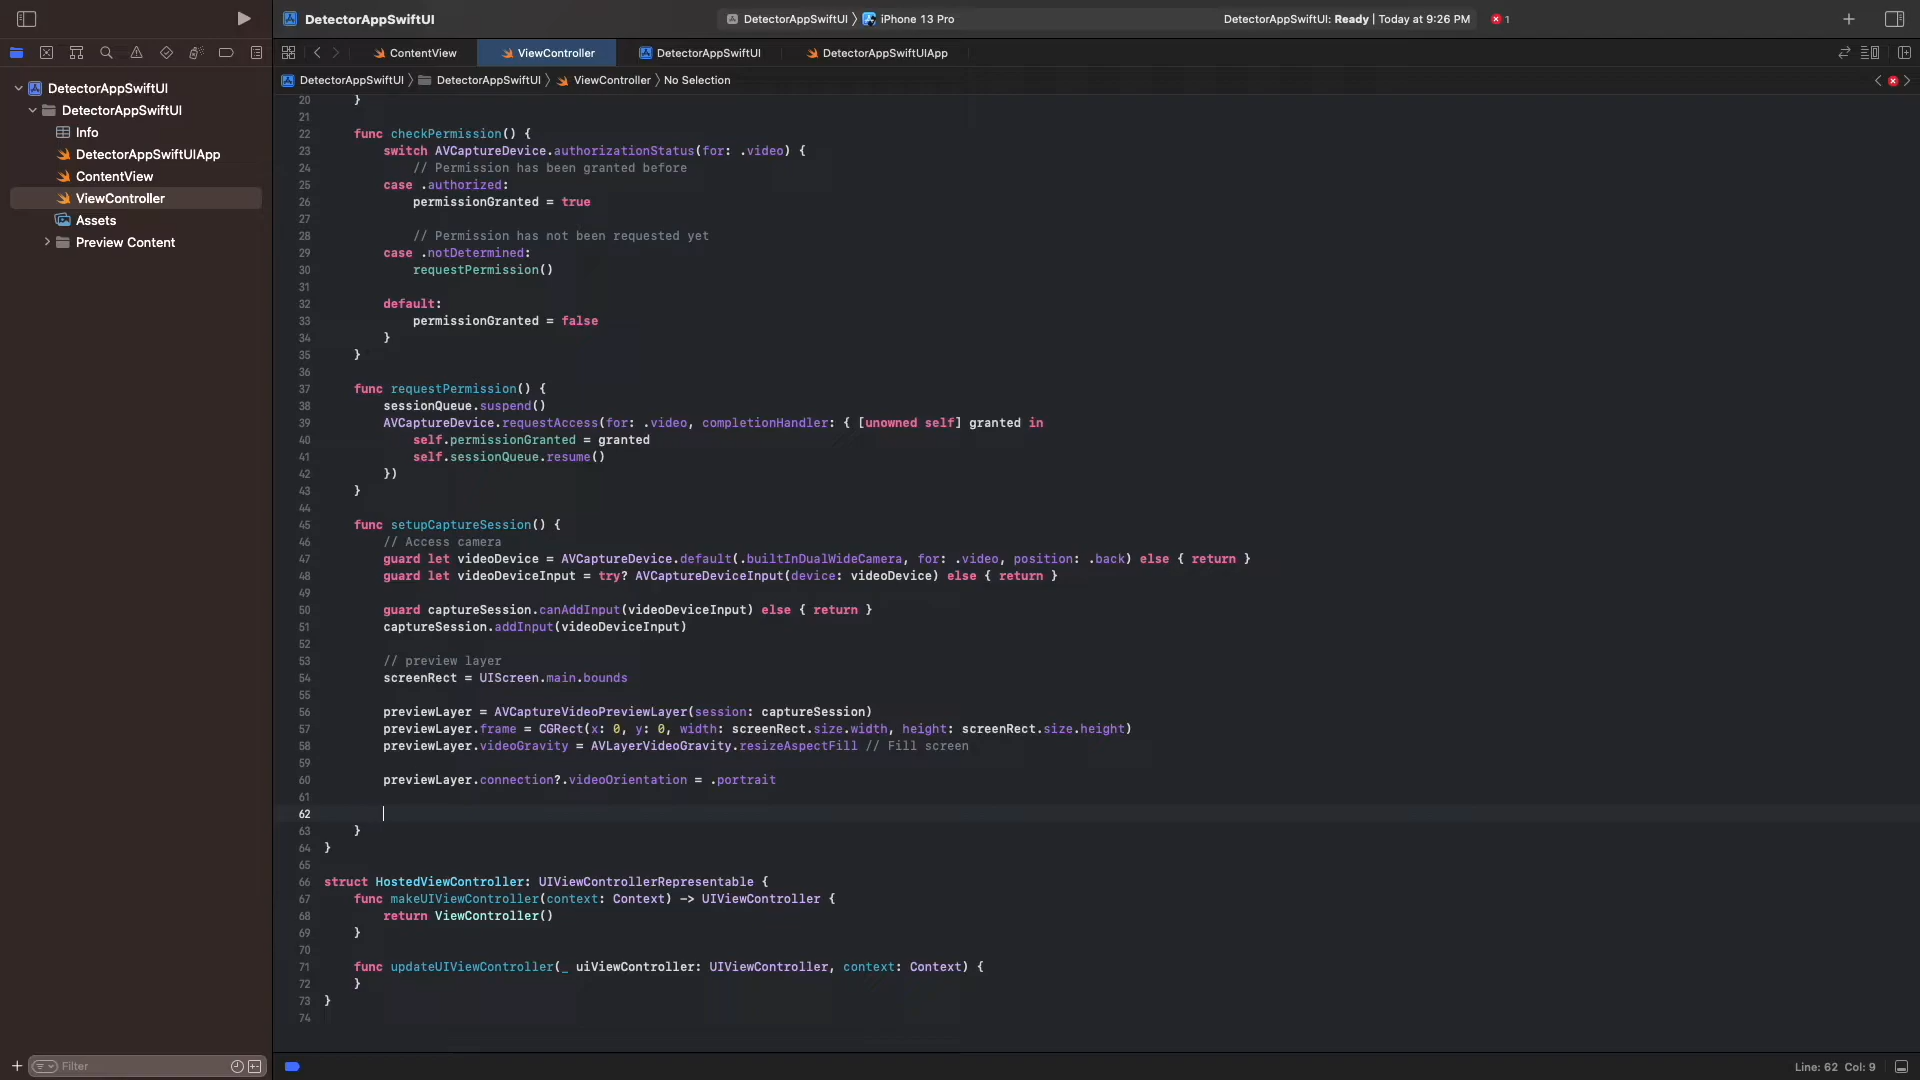 DetectorAppSwiftUI
DetectorAppSwiftUI iPhone 13 Pro
DetectorAppSwiftUI: Ready | Today at 9:26 PM
1
ContentView
ViewController
DetectorAppSwiftUI
DetectorAppSwiftUIApp
DetectorAppSwiftUI DetectorAppSwiftUI ViewController No Selection
DetectorAppSwiftUI
DetectorAppSwiftUI
Info
DetectorAppSwiftUIApp
ContentView
ViewController
Assets
Preview Content
Filter
20 }
21
22 func checkPermission() {
23 switch AVCaptureDevice.authorizationStatus(for: .video) {
24 // Permission has been granted before
25 case .authorized:
26 permissionGranted = true
27
28 // Permission has not been requested yet
29 case .notDetermined:
30 requestPermission()
31
32 default:
33 permissionGranted = false
34 }
35 }
36
37 func requestPermission() {
38 sessionQueue.suspend()
39 AVCaptureDevice.requestAccess(for: .video, completionHandler: { [unowned self] granted in
40 self.permissionGranted = granted
41 self.sessionQueue.resume()
42 })
43 }
44
45 func setupCaptureSession() {
46 // Access camera
47 guard let videoDevice = AVCaptureDevice.default(.builtInDualWideCamera, for: .video, position: .back) else { return }
48 guard let videoDeviceInput = try? AVCaptureDeviceInput(device: videoDevice) else { return }
49
50 guard captureSession.canAddInput(videoDeviceInput) else { return }
51 captureSession.addInput(videoDeviceInput)
52
53 // preview layer
54 screenRect = UIScreen.main.bounds
55
56 previewLayer = AVCaptureVideoPreviewLayer(session: captureSession)
57 previewLayer.frame = CGRect(x: 0, y: 0, width: screenRect.size.width, height: screenRect.size.height)
58 previewLayer.videoGravity = AVLayerVideoGravity.resizeAspectFill // Fill screen
59
60 previewLayer.connection?.videoOrientation = .portrait
61
62
63 }
64 }
65
66 struct HostedViewController: UIViewControllerRepresentable {
67 func makeUIViewController(context: Context) -> UIViewController {
68 return ViewController()
69 }
70
71 func updateUIViewController(_ uiViewController: UIViewController, context: Context) {
72 }
73 }
74
Line: 62 Col: 9